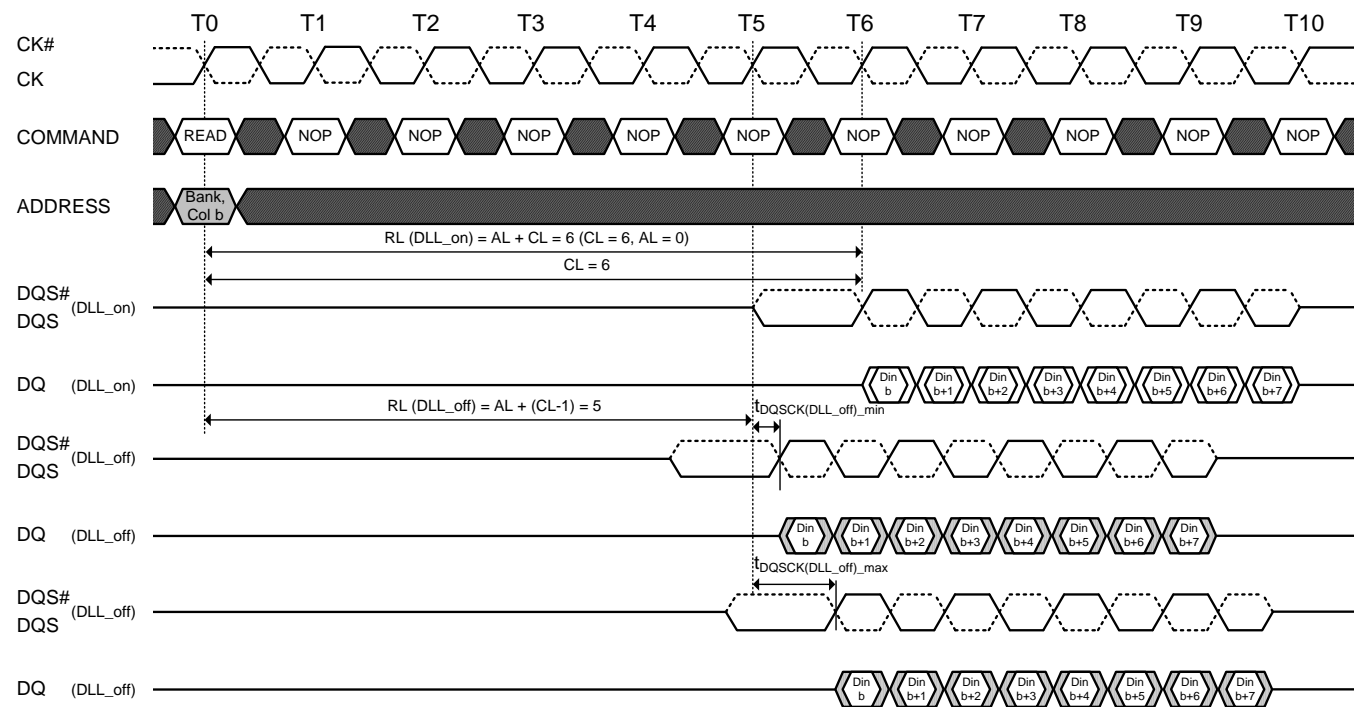 T0 T1 T2 T3 T4 T5 T6 T7 T8 T9 T10
CK#
CK
COMMAND READ NOP NOP NOP NOP NOP NOP NOP NOP NOP NOP
ADDRESS Bank, Col b
RL (DLL_on) = AL + CL = 6 (CL = 6, AL = 0)
CL = 6
DQS# (DLL_on)
DQS
DQ (DLL_on) Din b Din b+1 Din b+2 Din b+3 Din b+4 Din b+5 Din b+6 Din b+7
RL (DLL_off) = AL + (CL-1) = 5 tDQSCK(DLL_off)_min
DQS# (DLL_off)
DQS
DQ (DLL_off) Din b Din b+1 Din b+2 Din b+3 Din b+4 Din b+5 Din b+6 Din b+7
tDQSCK(DLL_off)_max
DQS# (DLL_off)
DQS
DQ (DLL_off) Din b Din b+1 Din b+2 Din b+3 Din b+4 Din b+5 Din b+6 Din b+7